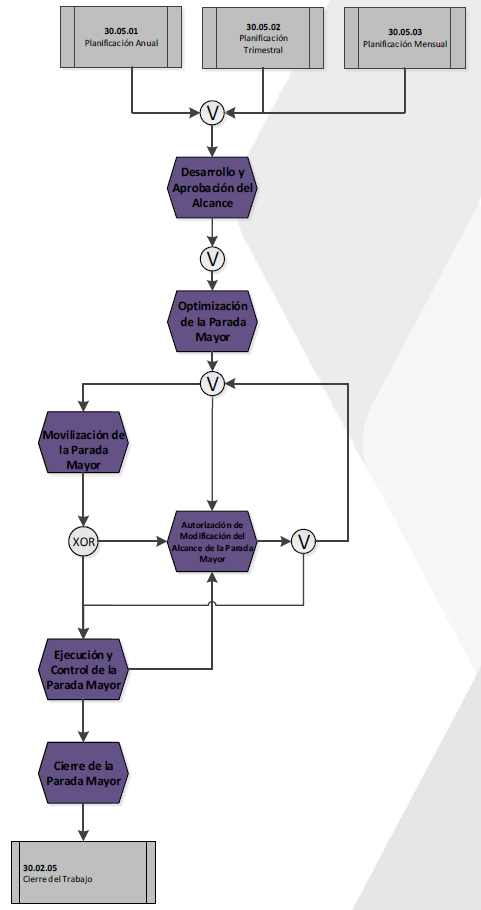 30.05.01
Planificación Anual
30.05.02
Planificación
Trimestral
30.05.03
Planificación Mensual
V
Desarrollo y
Aprobación del
Alcance
V
Optimización
de la Parada
Mayor
V
Movilización de
la Parada
Mayor
XOR
Autorización de
Modificación del
Alcance de la Parada
Mayor
V
Ejecución y
Control de la
Parada Mayor
Cierre de la
Parada Mayor
30.02.05
Cierre del Trabajo